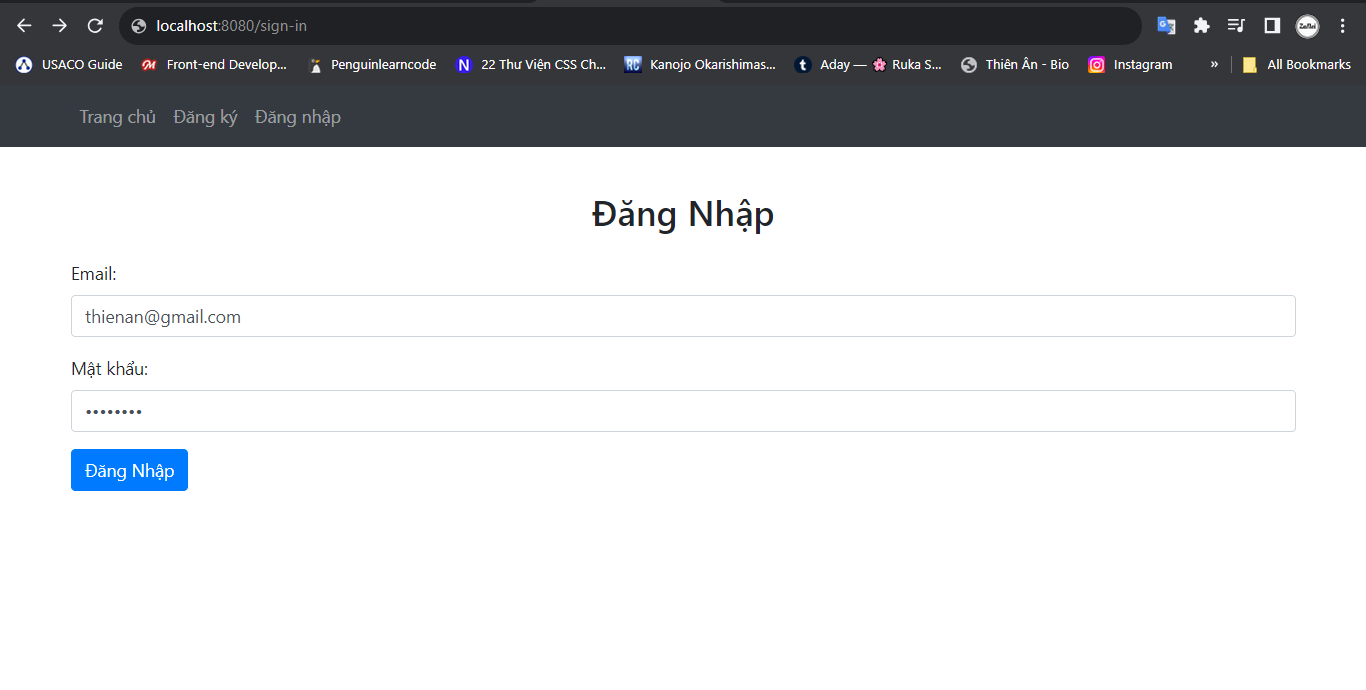 localhost:8080/sign-in
USACO Guide Front-end Develop... Penguinlearncode N 22 Thư Viện CSS Ch... RC Kanojo Okarishimas... t Aday — 🌸 Ruka S... Thiên Ân - Bio Instagram » All Bookmarks
Trang chủ Đăng ký Đăng nhập
Đăng Nhập
Email:
thienan@gmail.com
Mật khẩu:
••••••••
Đăng Nhập